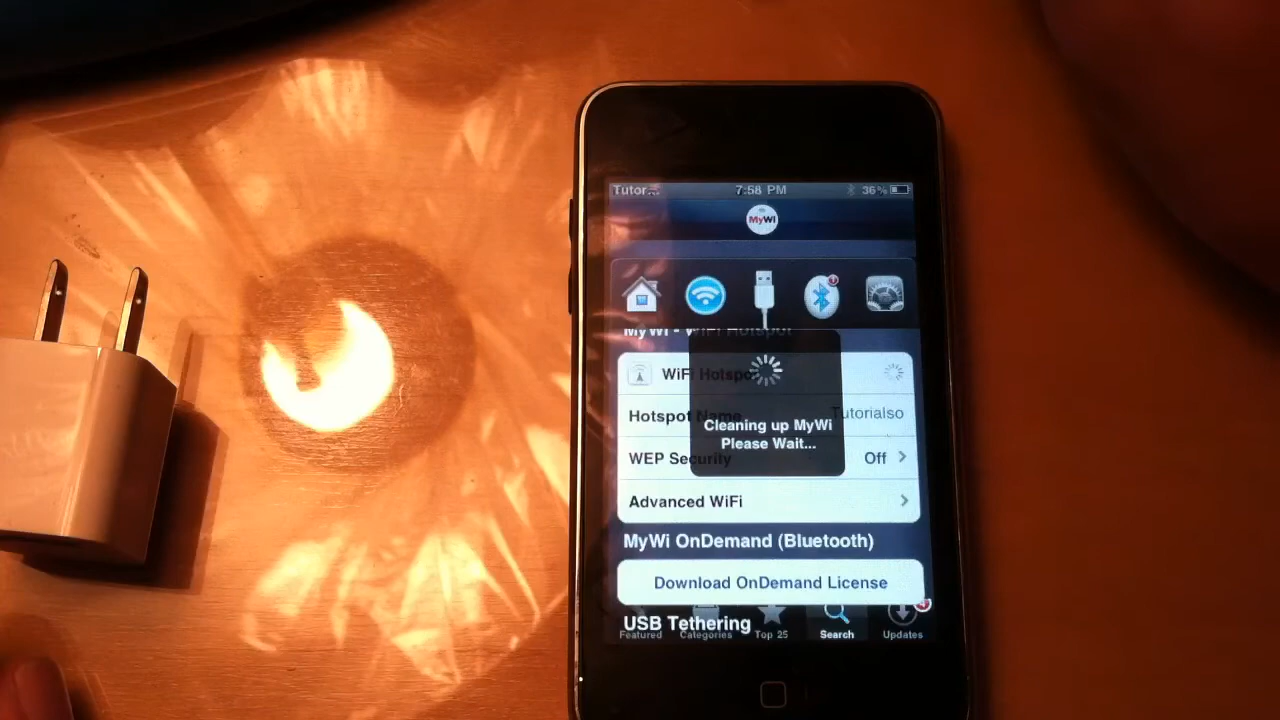 Tutor... 7:58 PM 36%
MyWi
MyWi - WiFi Hotspot
WiFi Hotspo
Hotspot Name Tutorialso
Cleaning up MyWi
Please Wait...
WEP Security Off
Advanced WiFi
MyWi OnDemand (Bluetooth)
Download OnDemand License
USB Tethering
Featured Categories Top 25 Search Updates